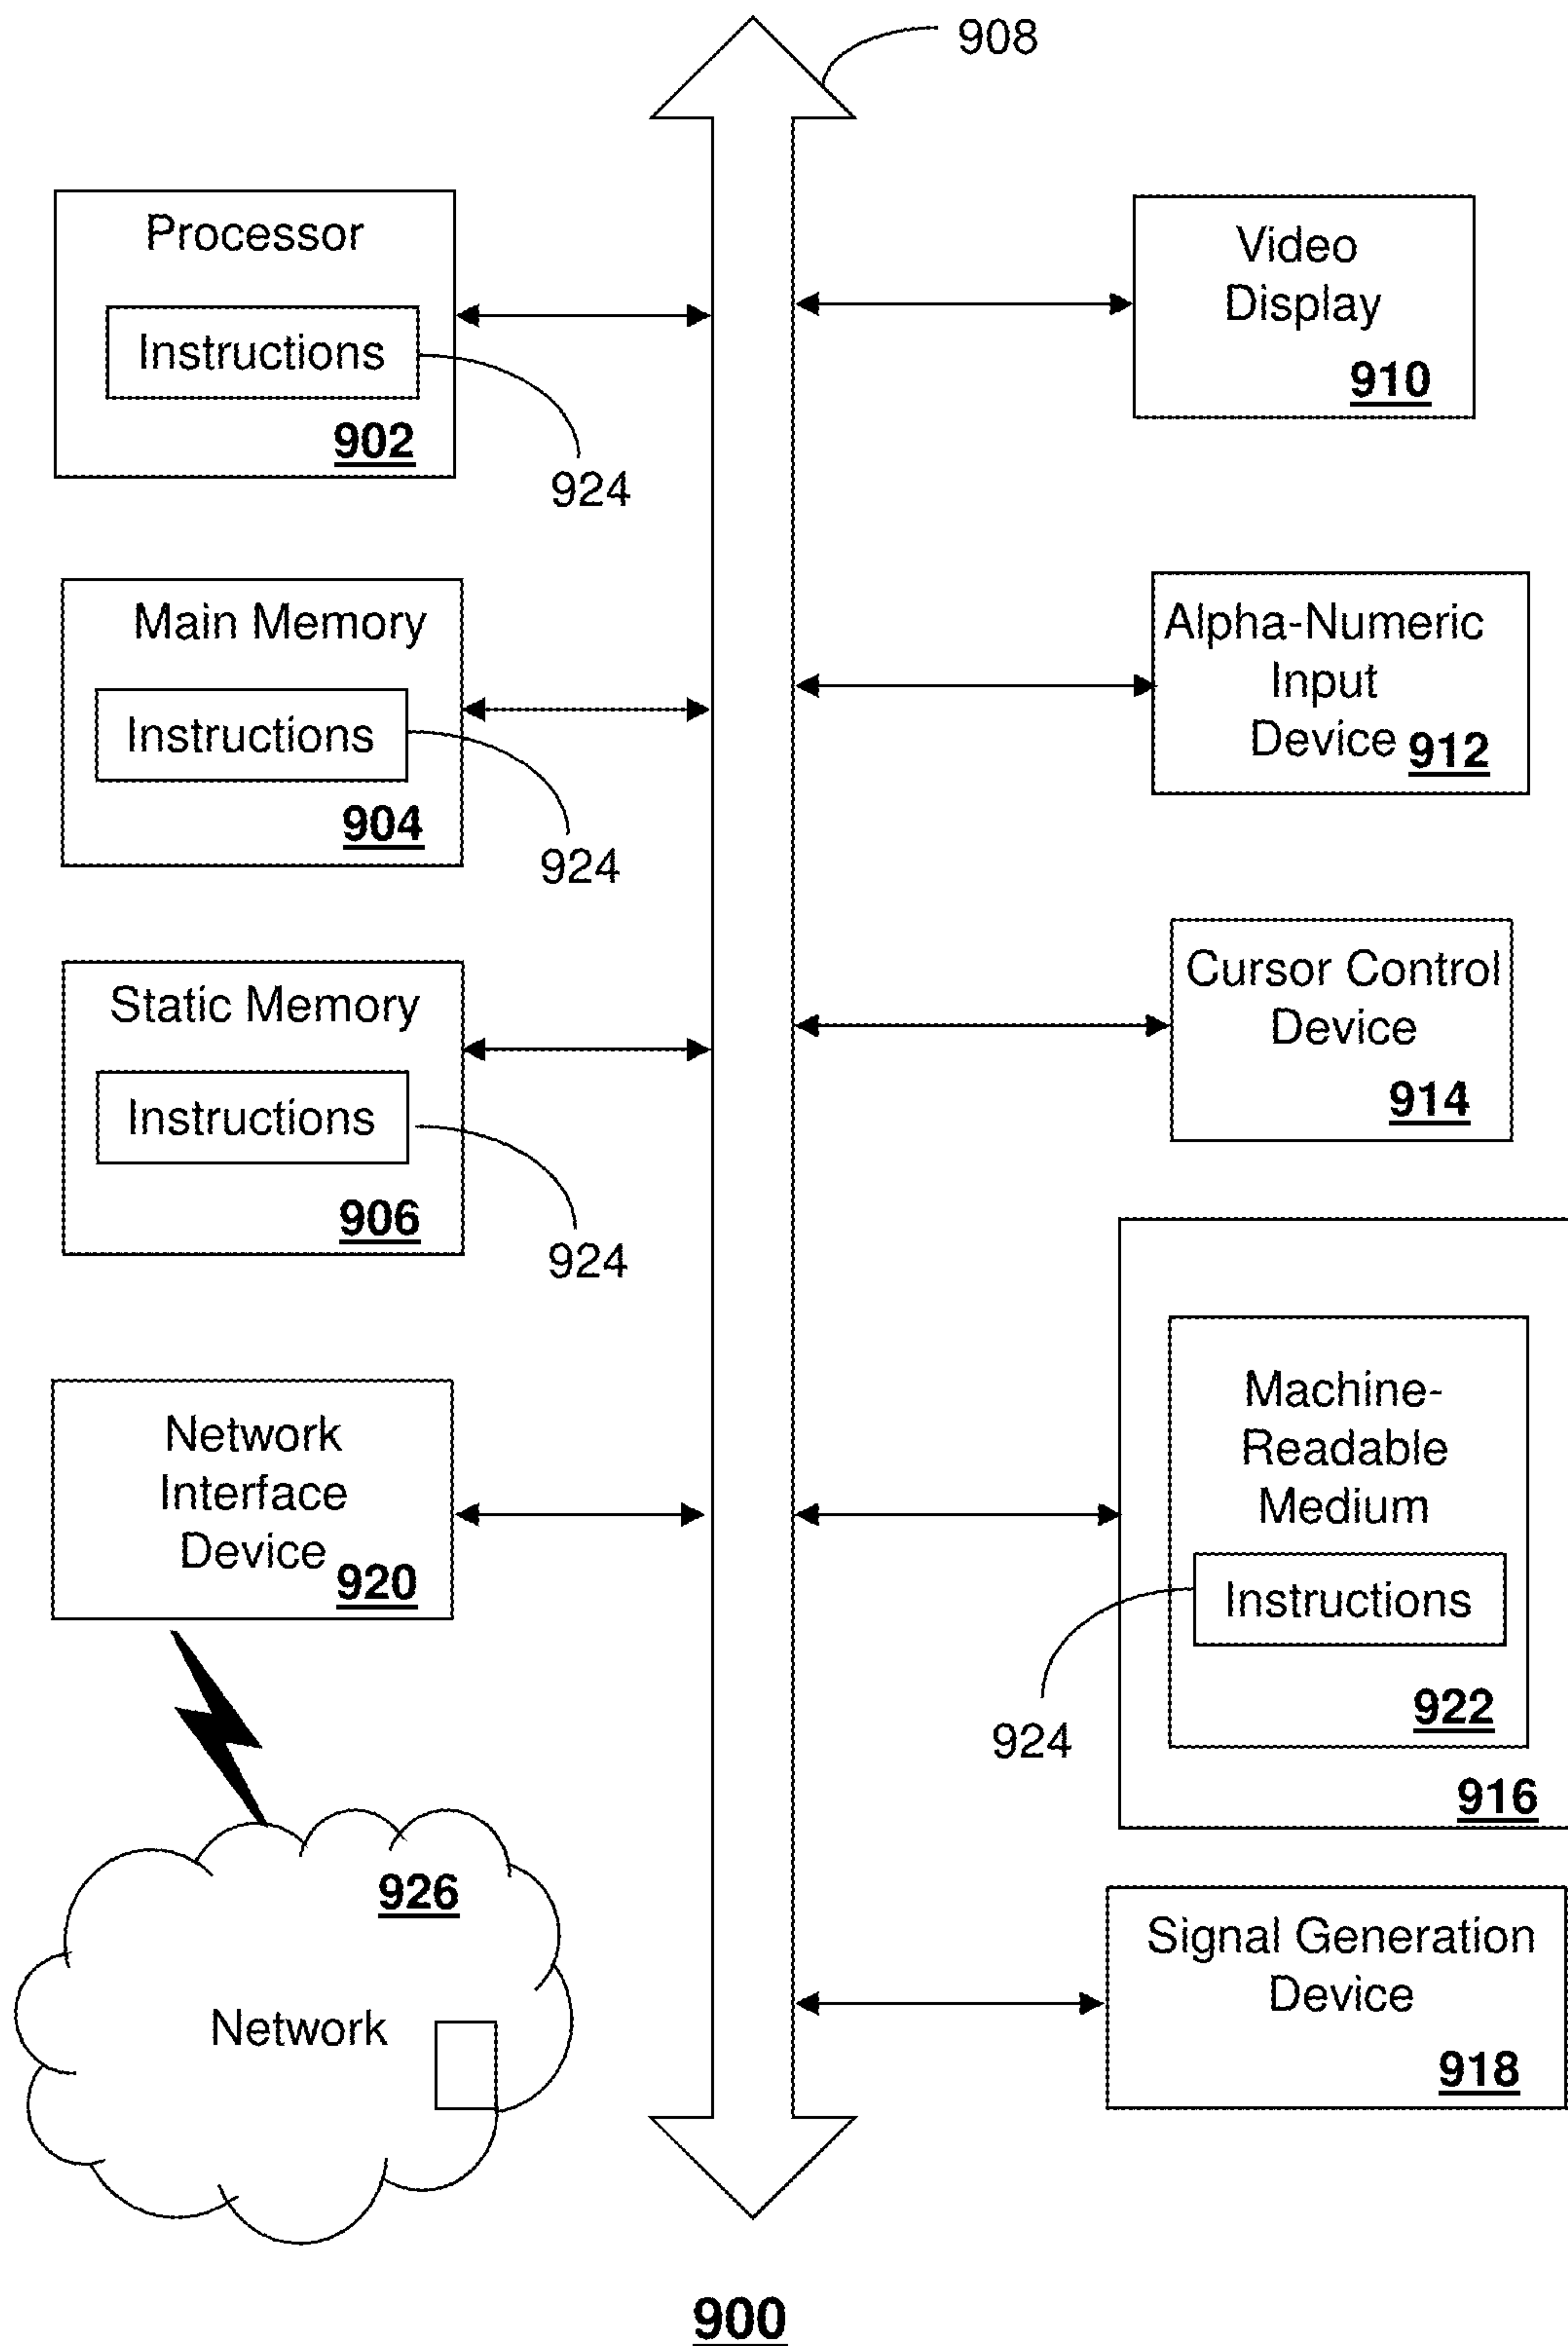 908
Processor
Instructions
902
924
Main Memory
Instructions
904
924
Static Memory
Instructions
906
924
Network
Interface
Device
920
926
Network
Video
Display
910
Alpha-Numeric
Input
Device 912
Cursor Control
Device
914
Machine-
Readable
Medium
Instructions
922
924
916
Signal Generation
Device
918
900